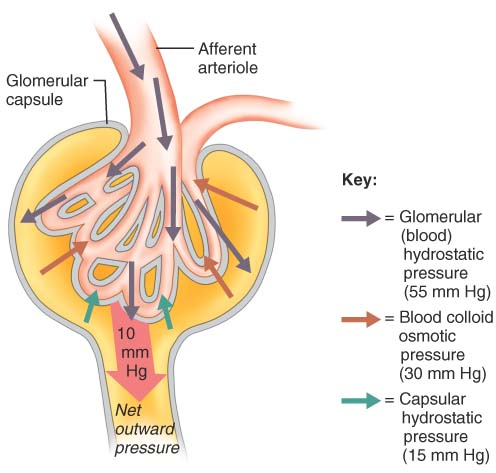 Afferent
arteriole
Glomerular
capsule
10
mm
Hg
Net
outward
pressure
Key:
= Glomerular
(blood)
hydrostatic
pressure
(55 mm Hg)
= Blood colloid
osmotic
pressure
(30 mm Hg)
= Capsular
hydrostatic
pressure
(15 mm Hg)